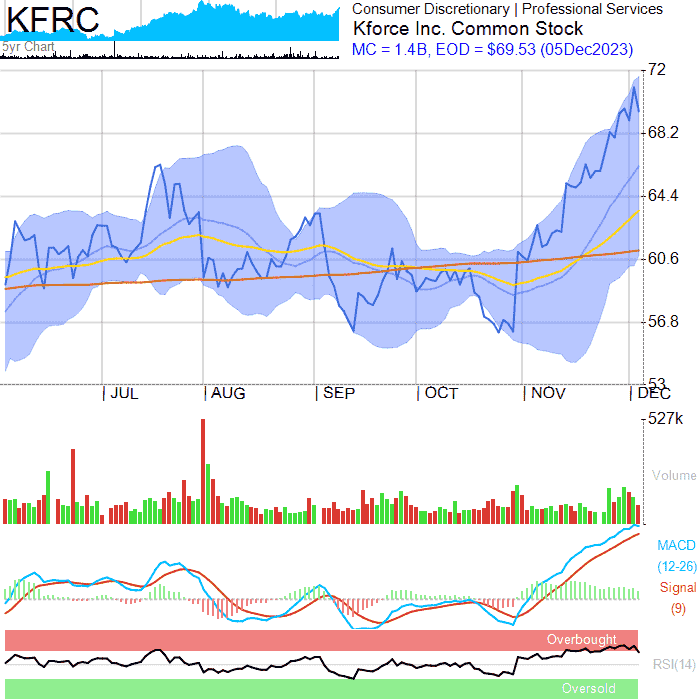 KFRC
5yr Chart
Consumer Discretionary | Professional Services
Kforce Inc. Common Stock
MC = 1.4B, EOD = $69.53 (05Dec2023)
72
68.2
64.4
60.6
56.8
53
JUL
AUG
SEP
OCT
NOV
DEC
527k
Volume
MACD
(12-26)
Signal
(9)
Overbought
RSI(14)
Oversold